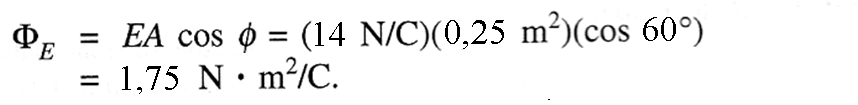 Φ_E = EA cos ϕ = (14 N/C)(0,25 m²)(cos 60°)
= 1,75 N · m²/C.